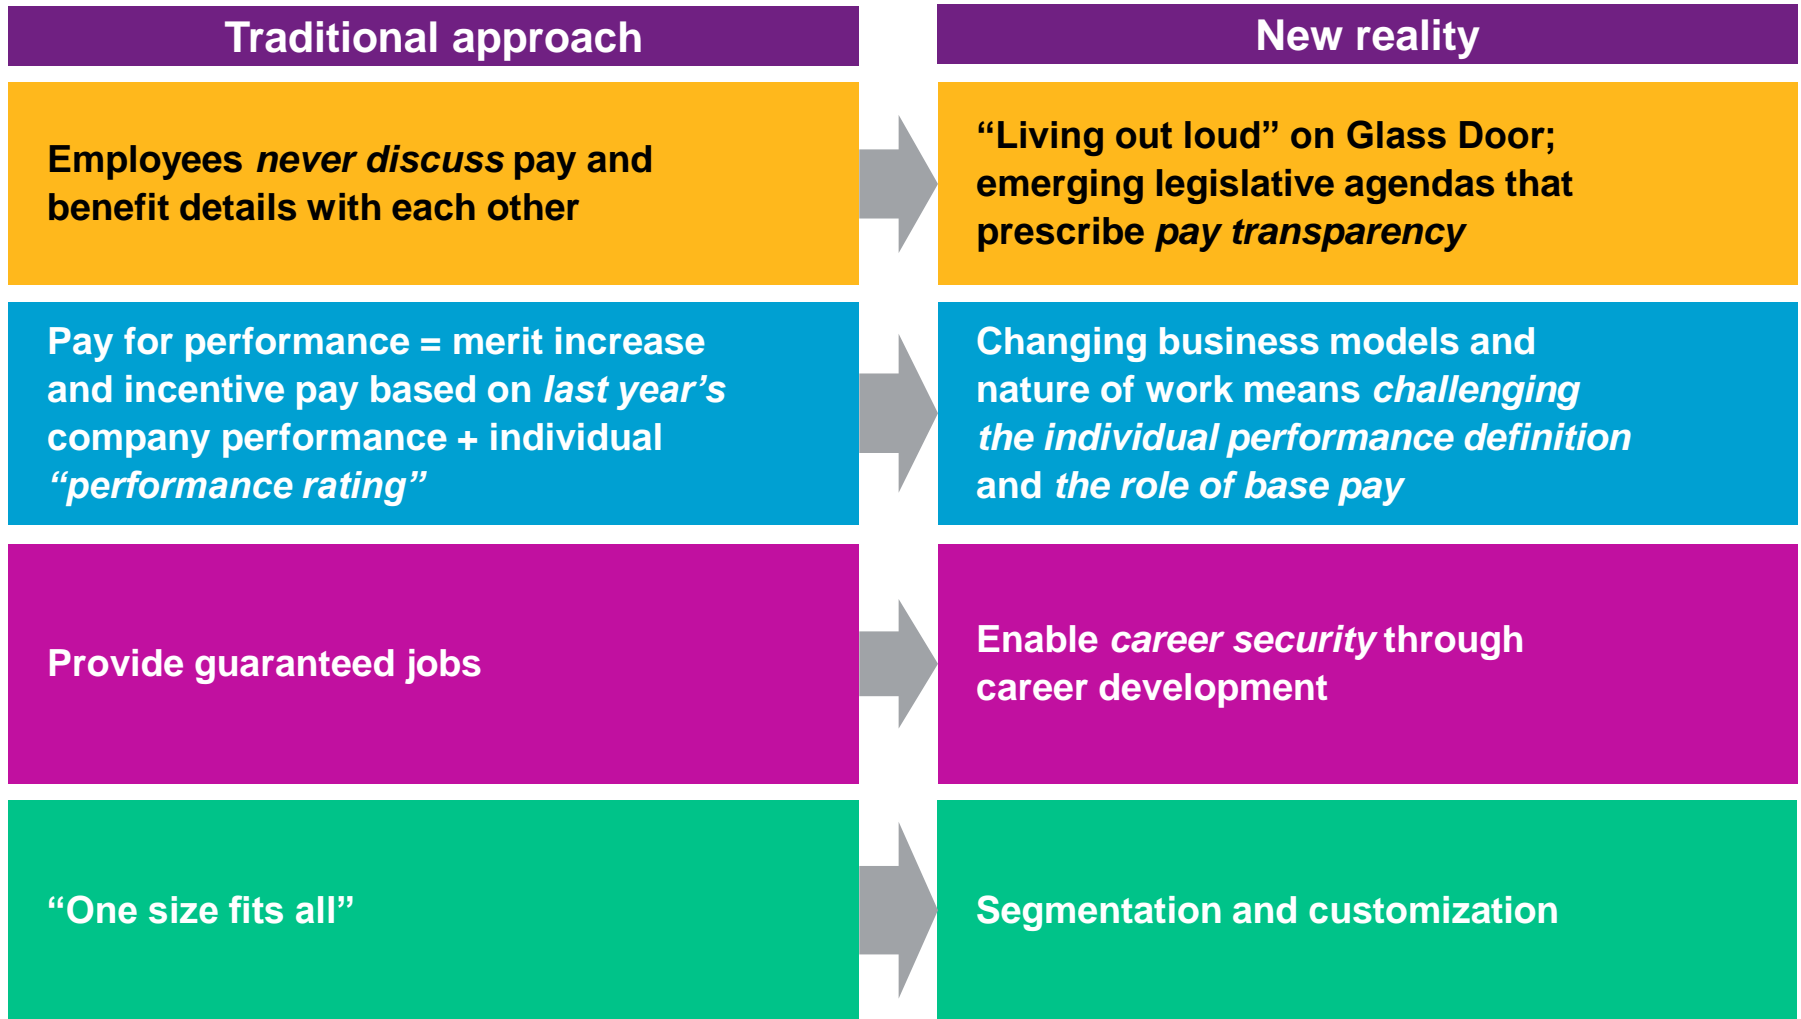 Traditional approach
New reality
Employees never discuss pay and
benefit details with each other
“Living out loud” on Glass Door;
emerging legislative agendas that
prescribe pay transparency
Pay for performance = merit increase
and incentive pay based on last year’s
company performance + individual
“performance rating”
Changing business models and
nature of work means challenging
the individual performance definition
and the role of base pay
Provide guaranteed jobs
Enable career security through
career development
“One size fits all”
Segmentation and customization